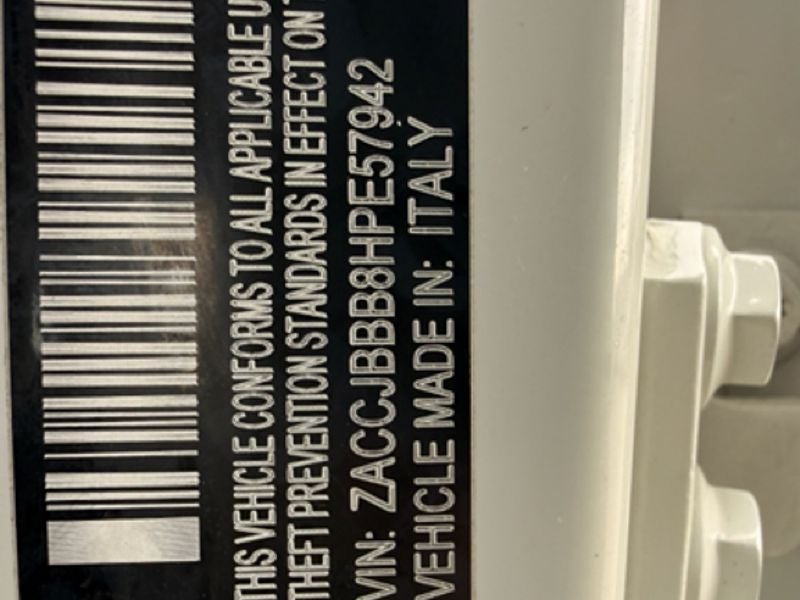 THIS VEHICLE CONFORMS TO ALL APPLICABLE
THEFT PREVENTION STANDARDS IN EFFECT ON
VIN: ZACCJBBB8HPE57942
VEHICLE MADE IN: ITALY